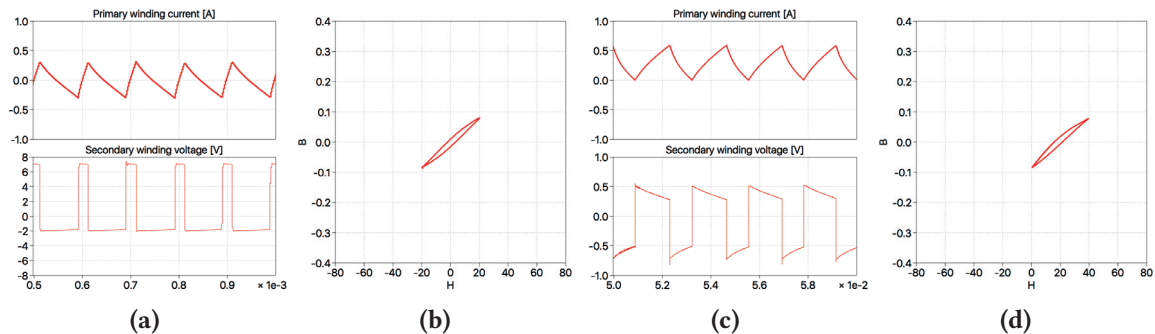 Primary winding current [A]
1.0
0.5
0.0
-0.5
-1.0
Secondary winding voltage [V]
8
6
4
2
0
-2
-4
-6
-8
0.5 0.6 0.7 0.8 0.9 × 1e-3
(a)
0.4
0.3
0.2
0.1
0.0
-0.1
-0.2
-0.3
-0.4
B
-80 -60 -40 -20 0 20 40 60 80
H
(b)
Primary winding current [A]
1.0
0.5
0.0
-0.5
-1.0
Secondary winding voltage [V]
1.0
0.5
0.0
-0.5
-1.0
5.0 5.2 5.4 5.6 5.8 × 1e-2
(c)
0.4
0.3
0.2
0.1
0.0
-0.1
-0.2
-0.3
-0.4
B
-80 -60 -40 -20 0 20 40 60 80
H
(d)